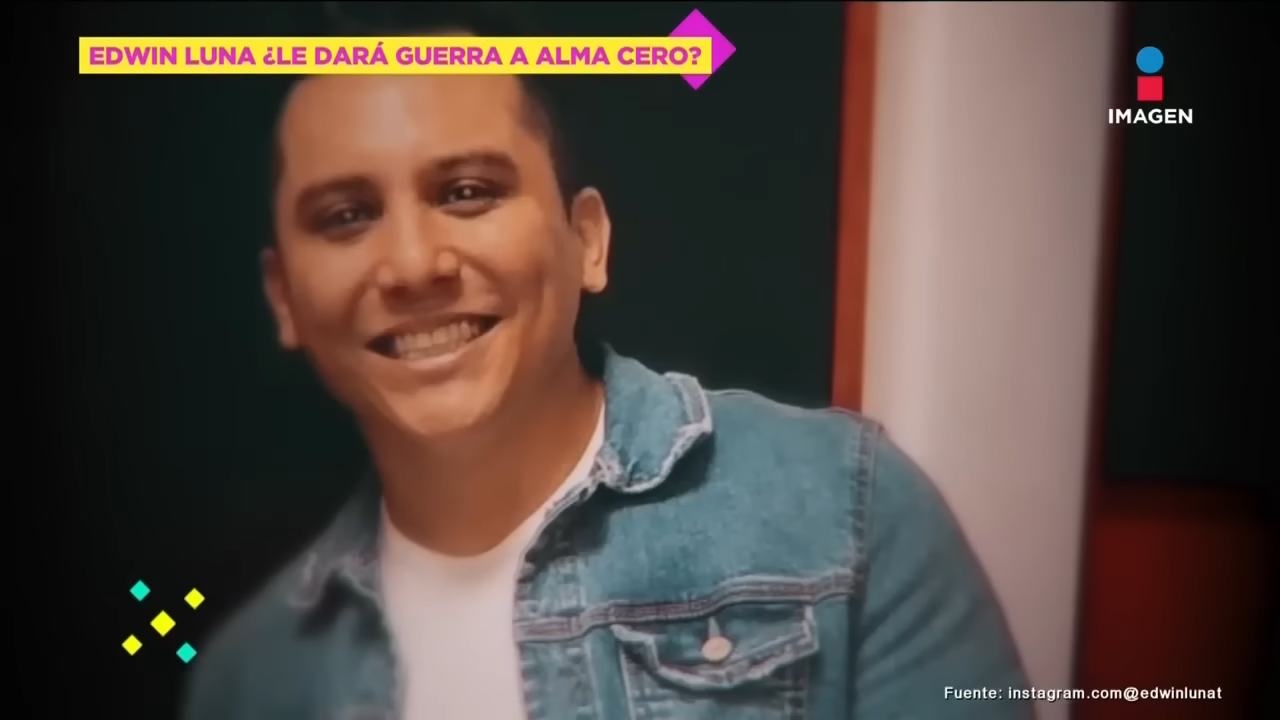 EDWIN LUNA ¿LE DARÁ GUERRA A ALMA CERO?
IMAGEN
Fuente: instagram.com@edwinlunat